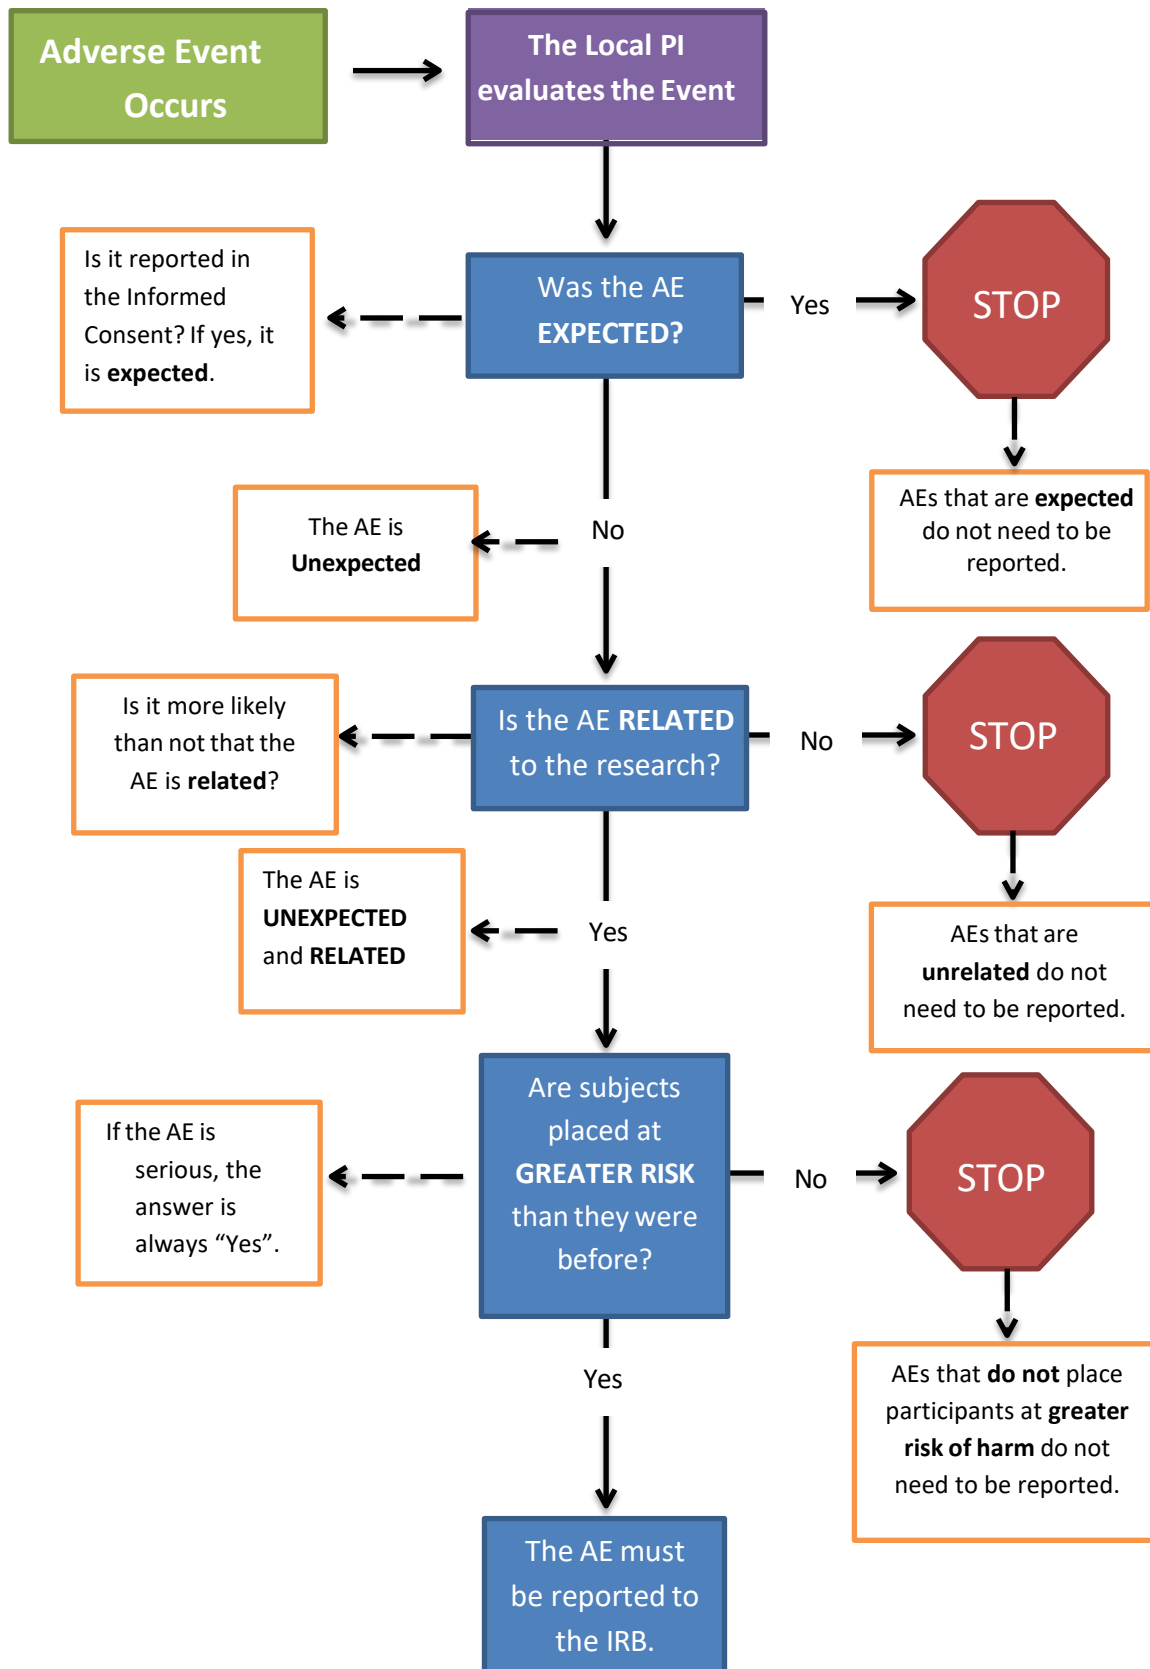 Adverse Event
Occurs
The Local PI
evaluates the Event
Is it reported in
the Informed
Consent? If yes, it
is expected.
Was the AE
EXPECTED?
Yes
STOP
AEs that are expected
do not need to be
reported.
The AE is
Unexpected
No
Is it more likely
than not that the
AE is related?
Is the AE RELATED
to the research?
No
STOP
AEs that are
unrelated do not
need to be reported.
The AE is
UNEXPECTED
and RELATED
Yes
If the AE is
serious, the
answer is
always “Yes”.
Are subjects
placed at
GREATER RISK
than they were
before?
No
STOP
AEs that do not place
participants at greater
risk of harm do not
need to be reported.
Yes
The AE must
be reported to
the IRB.